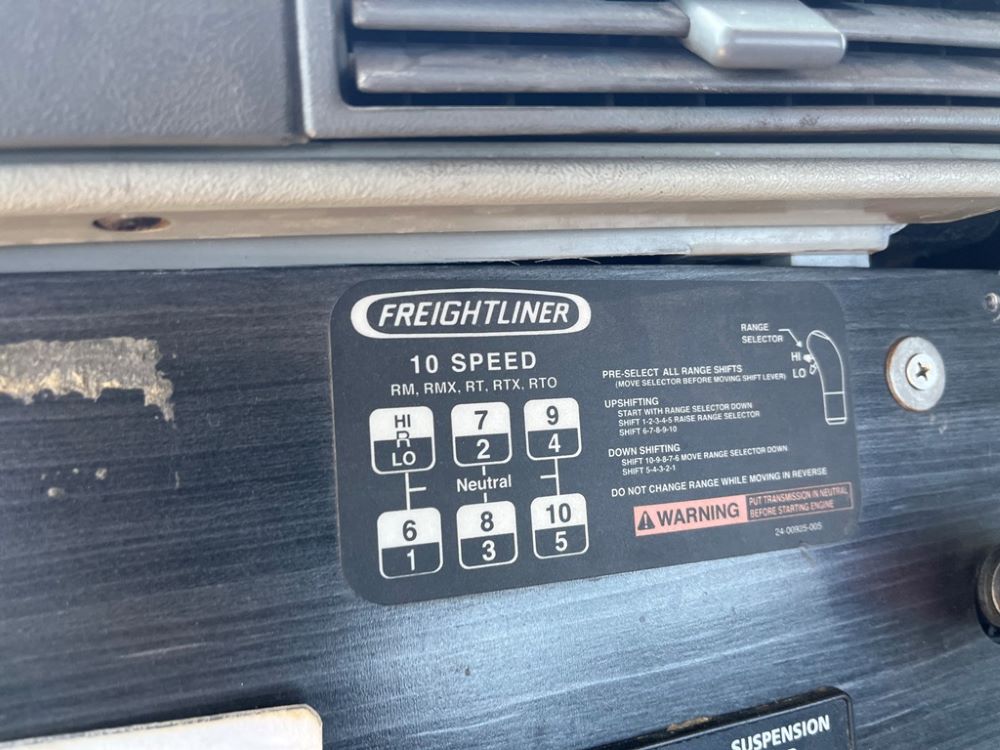 FREIGHTLINER
10 SPEED
RM, RMX, RT, RTX, RTO
HI
R
LO
7
2
9
4
Neutral
6
1
8
3
10
5
RANGE
SELECTOR
HI
LO
PRE-SELECT ALL RANGE SHIFTS
(MOVE SELECTOR BEFORE MOVING SHIFT LEVER)
UPSHIFTING
START WITH RANGE SELECTOR DOWN
SHIFT 1-2-3-4-5 RAISE RANGE SELECTOR
SHIFT 6-7-8-9-10
DOWN SHIFTING
SHIFT 10-9-8-7-6 MOVE RANGE SELECTOR DOWN
SHIFT 5-4-3-2-1
DO NOT CHANGE RANGE WHILE MOVING IN REVERSE
WARNING
PUT TRANSMISSION IN NEUTRAL
BEFORE STARTING ENGINE
24-00935-005
SUSPENSION